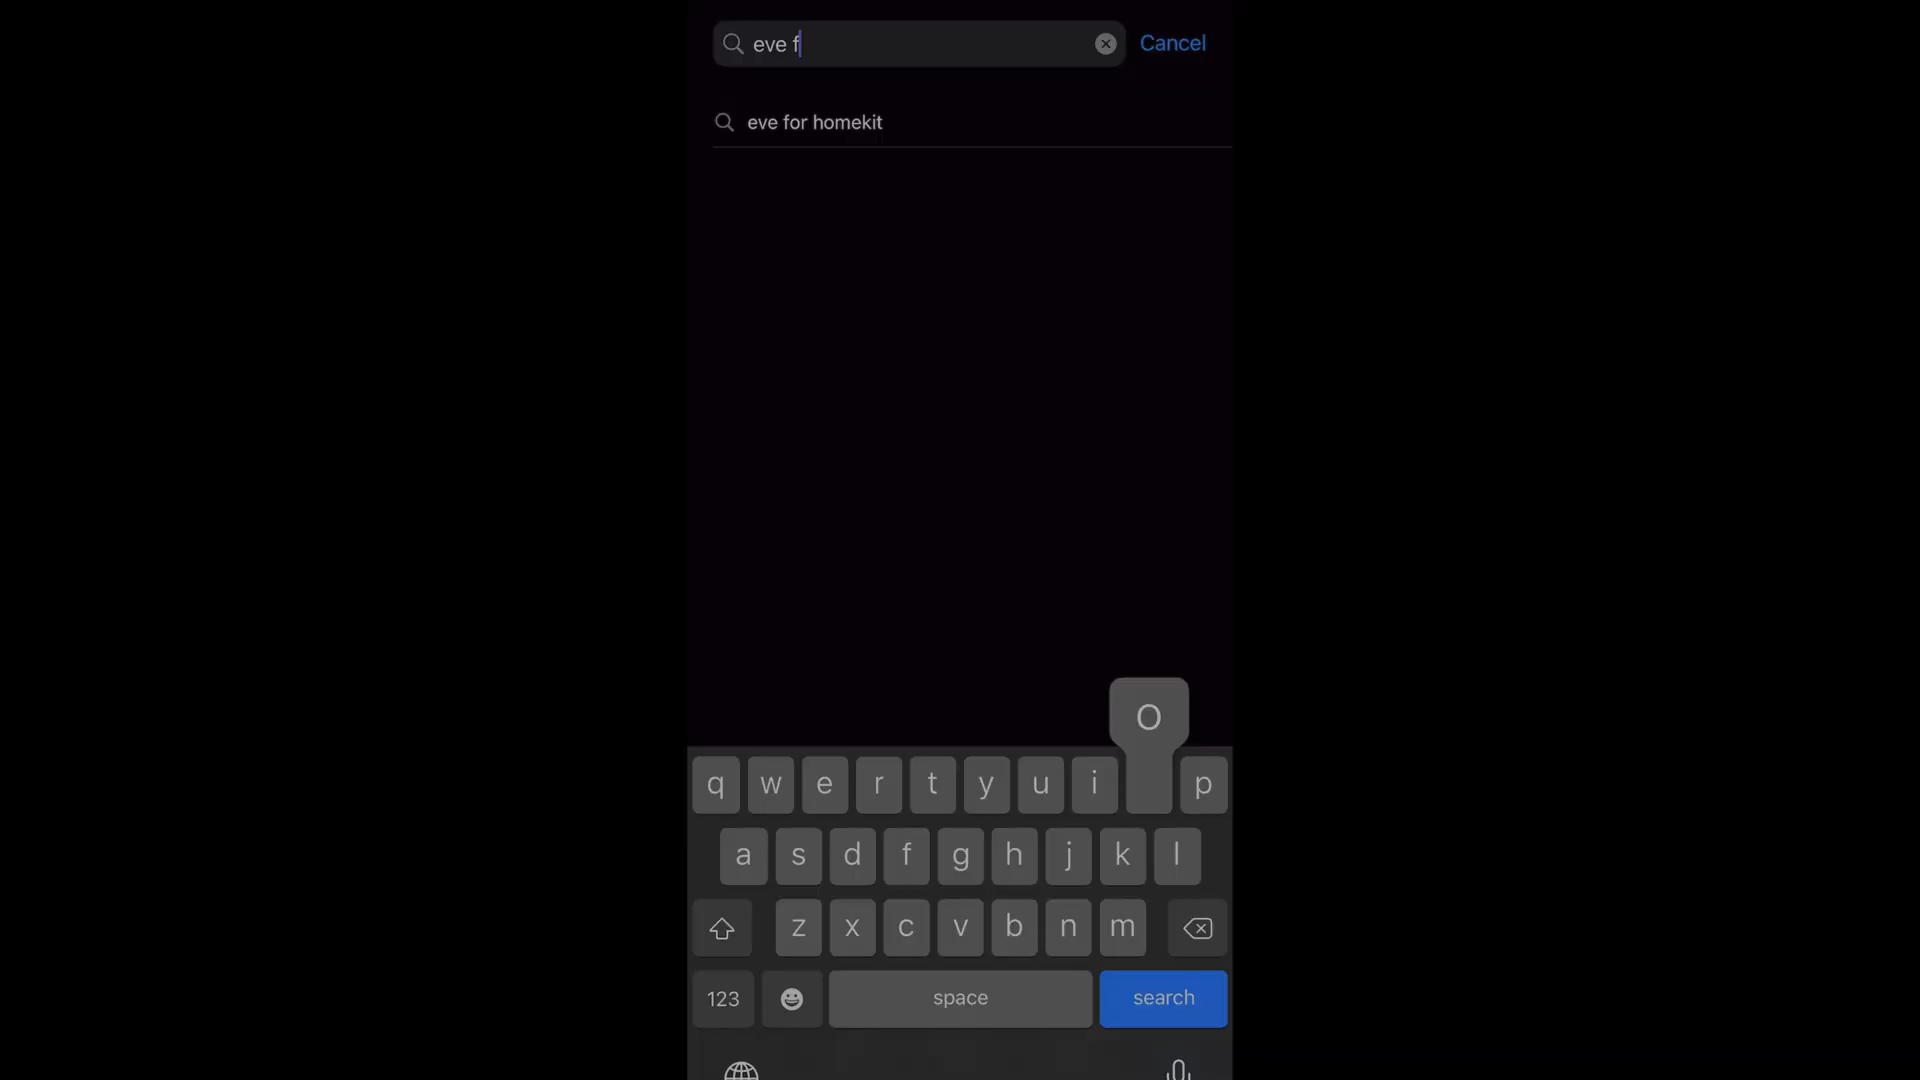 eve f
Cancel
eve for homekit
O
q w e r t y u i p
a s d f g h j k l
z x c v b n m
123 space search